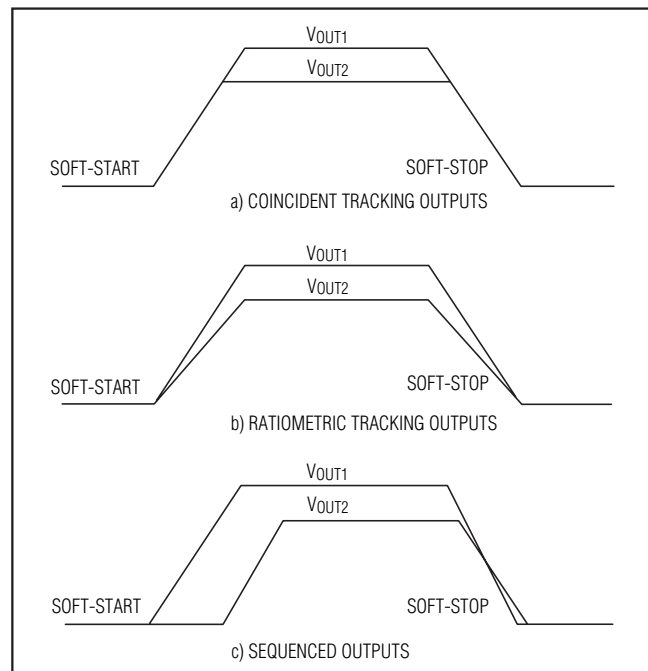 VOUT1
VOUT2
SOFT-START
SOFT-STOP
a) COINCIDENT TRACKING OUTPUTS
VOUT1
VOUT2
SOFT-START
SOFT-STOP
b) RATIOMETRIC TRACKING OUTPUTS
VOUT1
VOUT2
SOFT-START
SOFT-STOP
c) SEQUENCED OUTPUTS